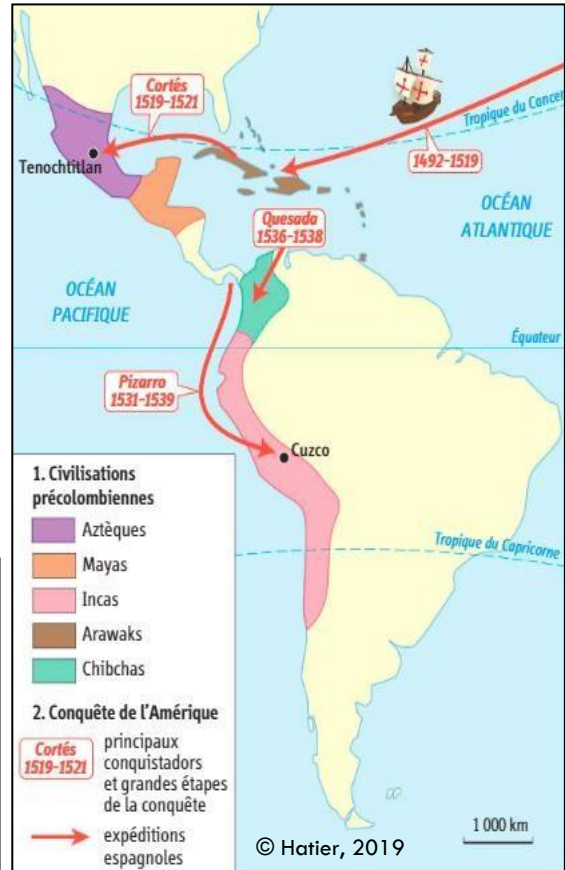 Cortés
1519-1521
Tropique du Cancer
Tenochtitlan
1492-1519
OCÉAN
ATLANTIQUE
Quesada
1536-1538
OCÉAN
PACIFIQUE
Équateur
Pizarro
1531-1539
Cuzco
Tropique du Capricorne
1. Civilisations
précolombiennes
Aztèques
Mayas
Incas
Arawaks
Chibchas
2. Conquête de l'Amérique
Cortés
1519-1521
principaux
conquistadors
et grandes étapes
de la conquête
expéditions
espagnoles
© Hatier, 2019
1 000 km